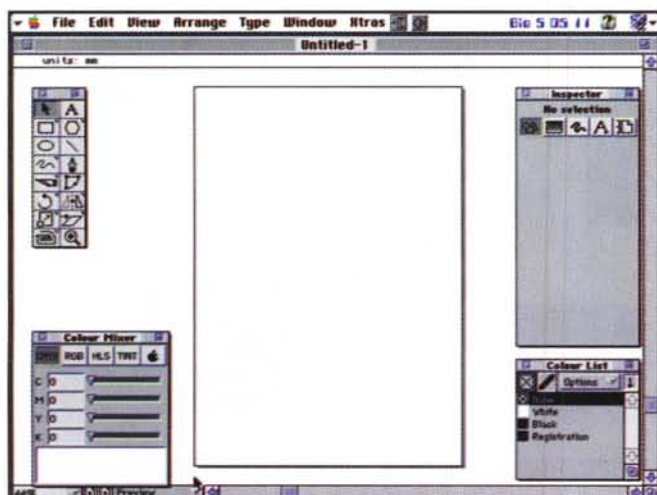 File Edit View Arrange Type Window Xtras
Untitled-1
units: mm
A
Inspector
No selection
A
Colour Mixer
CMYK RGB HLS TINT
C 0
M 0
Y 0
K 0
Colour List
Options
None
White
Black
Registration
Preview